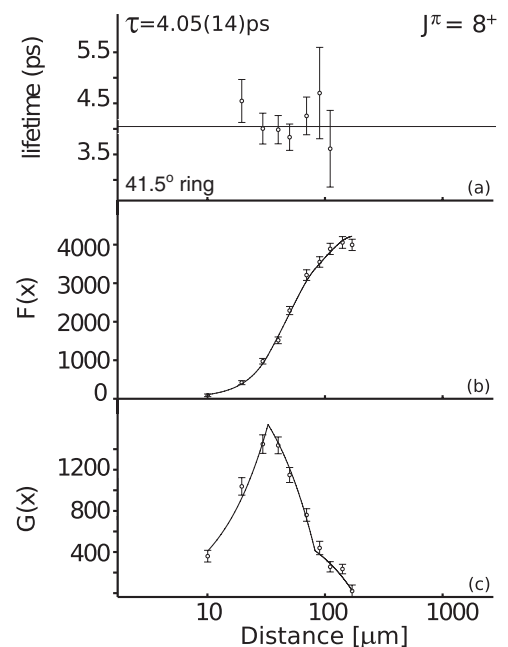 τ=4.05(14)ps
J^π = 8^+
lifetime (ps)
5.5
4.5
3.5
41.5° ring
(a)
F(x)
4000
3000
2000
1000
0
(b)
G(x)
1200
800
400
(c)
10 100 1000
Distance [μm]